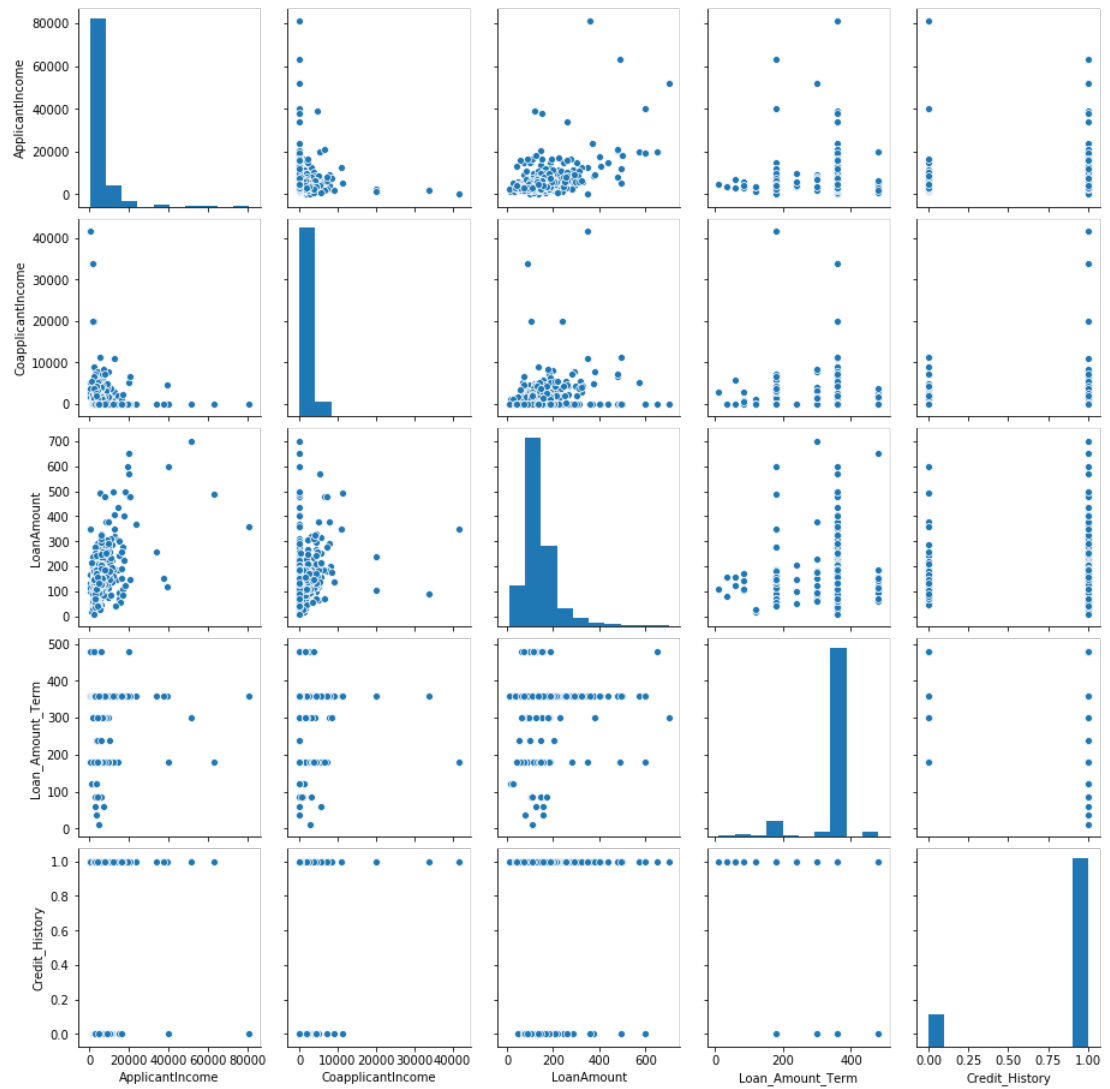 80000
60000
40000
20000
0
ApplicantIncome
40000
30000
20000
10000
0
CoapplicantIncome
700
600
500
400
300
200
100
0
LoanAmount
500
400
300
200
100
0
Loan_Amount_Term
1.0
0.8
0.6
0.4
0.2
0.0
Credit_History
0 20000 40000 60000 80000
ApplicantIncome
0 10000 20000 30000 40000
CoapplicantIncome
0 200 400 600
LoanAmount
0 200 400
Loan_Amount_Term
0.00 0.25 0.50 0.75 1.00
Credit_History